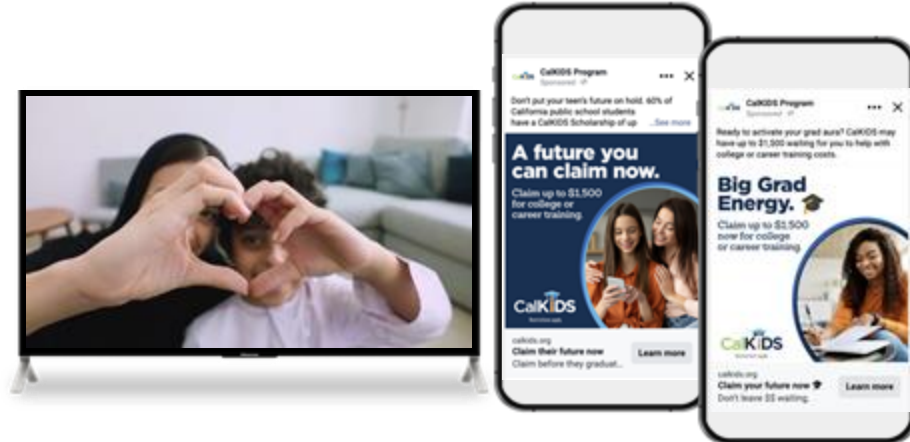 CalKIDS Program
Sponsored
Don't put your teen's future on hold. 60% of
California public school students
have a CalKIDS Scholarship of up ...See more
A future you
can claim now.
Claim up to $1,500
for college or
career training.
CalKIDS
calkids.org
Claim their future now
Claim before they graduat...
Learn more
CalKIDS Program
Sponsored
Ready to activate your grad aura? CalKIDS may
have up to $1,500 waiting for you to help with
college or career training costs.
Big Grad
Energy. 🎓
Claim up to $1,500
now for college
or career training.
CalKIDS
calkids.org
Claim your future now 🎓
Don't leave $$ waiting.
Learn more